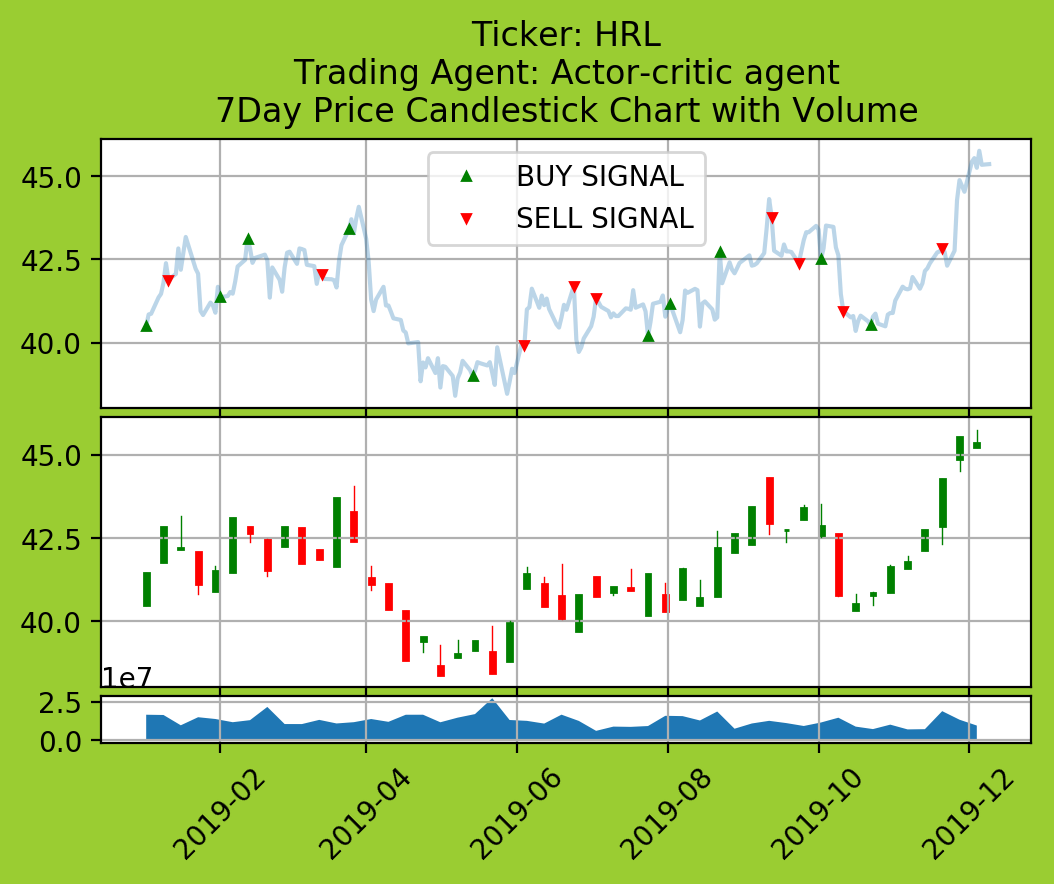 Ticker: HRL
Trading Agent: Actor-critic agent
7Day Price Candlestick Chart with Volume
BUY SIGNAL
SELL SIGNAL
45.0
42.5
40.0
45.0
42.5
40.0
1e7
2.5
0.0
2019-02
2019-04
2019-06
2019-08
2019-10
2019-12